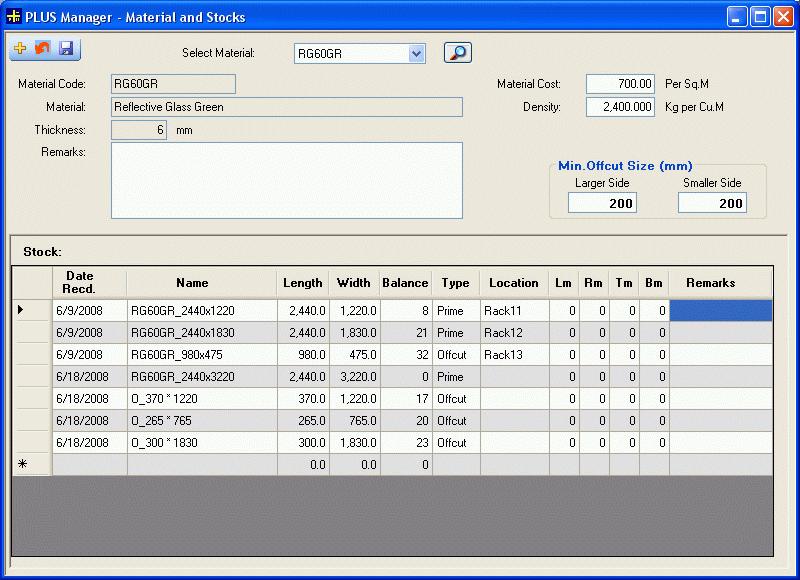 PLUS Manager - Material and Stocks
Select Material: RG60GR
Material Code: RG60GR Material Cost: 700.00 Per Sq.M
Material: Reflective Glass Green Density: 2,400.000 Kg per Cu.M
Thickness: 6 mm
Remarks:
Min.Offcut Size (mm)
Larger Side Smaller Side
200 200
Stock:
Date Recd. Name Length Width Balance Type Location Lm Rm Tm Bm Remarks
6/9/2008 RG60GR_2440x1220 2,440.0 1,220.0 8 Prime Rack11 0 0 0 0
6/9/2008 RG60GR_2440x1830 2,440.0 1,830.0 21 Prime Rack12 0 0 0 0
6/9/2008 RG60GR_980x475 980.0 475.0 32 Offcut Rack13 0 0 0 0
6/18/2008 RG60GR_2440x3220 2,440.0 3,220.0 0 Prime 0 0 0 0
6/18/2008 O_370 * 1220 370.0 1,220.0 17 Offcut 0 0 0 0
6/18/2008 O_265 * 765 265.0 765.0 20 Offcut 0 0 0 0
6/18/2008 O_300 * 1830 300.0 1,830.0 23 Offcut 0 0 0 0
* 0.0 0.0 0